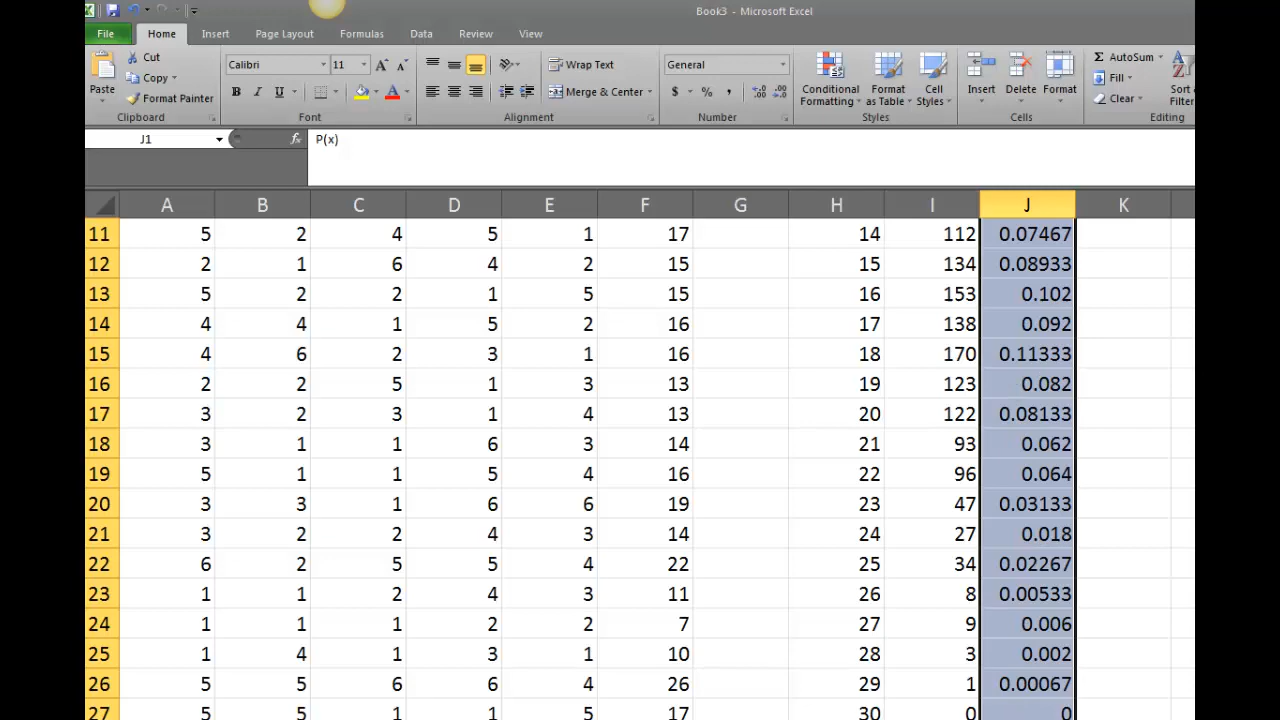 Book3 - Microsoft Excel
File Home Insert Page Layout Formulas Data Review View
Cut
Copy
Format Painter
Paste
Clipboard
Calibri 11
B I U
Font
Wrap Text
Merge & Center
Alignment
General
$ % ,
Number
Conditional Formatting
Format as Table
Cell Styles
Styles
Insert Delete Format
Cells
Σ AutoSum
Fill
Clear
Sort
Filter
Editing
J1 fx P(x)
A B C D E F G H I J K
11 5 2 4 5 1 17 14 112 0.07467
12 2 1 6 4 2 15 15 134 0.08933
13 5 2 2 1 5 15 16 153 0.102
14 4 4 1 5 2 16 17 138 0.092
15 4 6 2 3 1 16 18 170 0.11333
16 2 2 5 1 3 13 19 123 0.082
17 3 2 3 1 4 13 20 122 0.08133
18 3 1 1 6 3 14 21 93 0.062
19 5 1 1 5 4 16 22 96 0.064
20 3 3 1 6 6 19 23 47 0.03133
21 3 2 2 4 3 14 24 27 0.018
22 6 2 5 5 4 22 25 34 0.02267
23 1 1 2 4 3 11 26 8 0.00533
24 1 1 1 2 2 7 27 9 0.006
25 1 4 1 3 1 10 28 3 0.002
26 5 5 6 6 4 26 29 1 0.00067
27 5 5 1 1 5 17 30 0 0